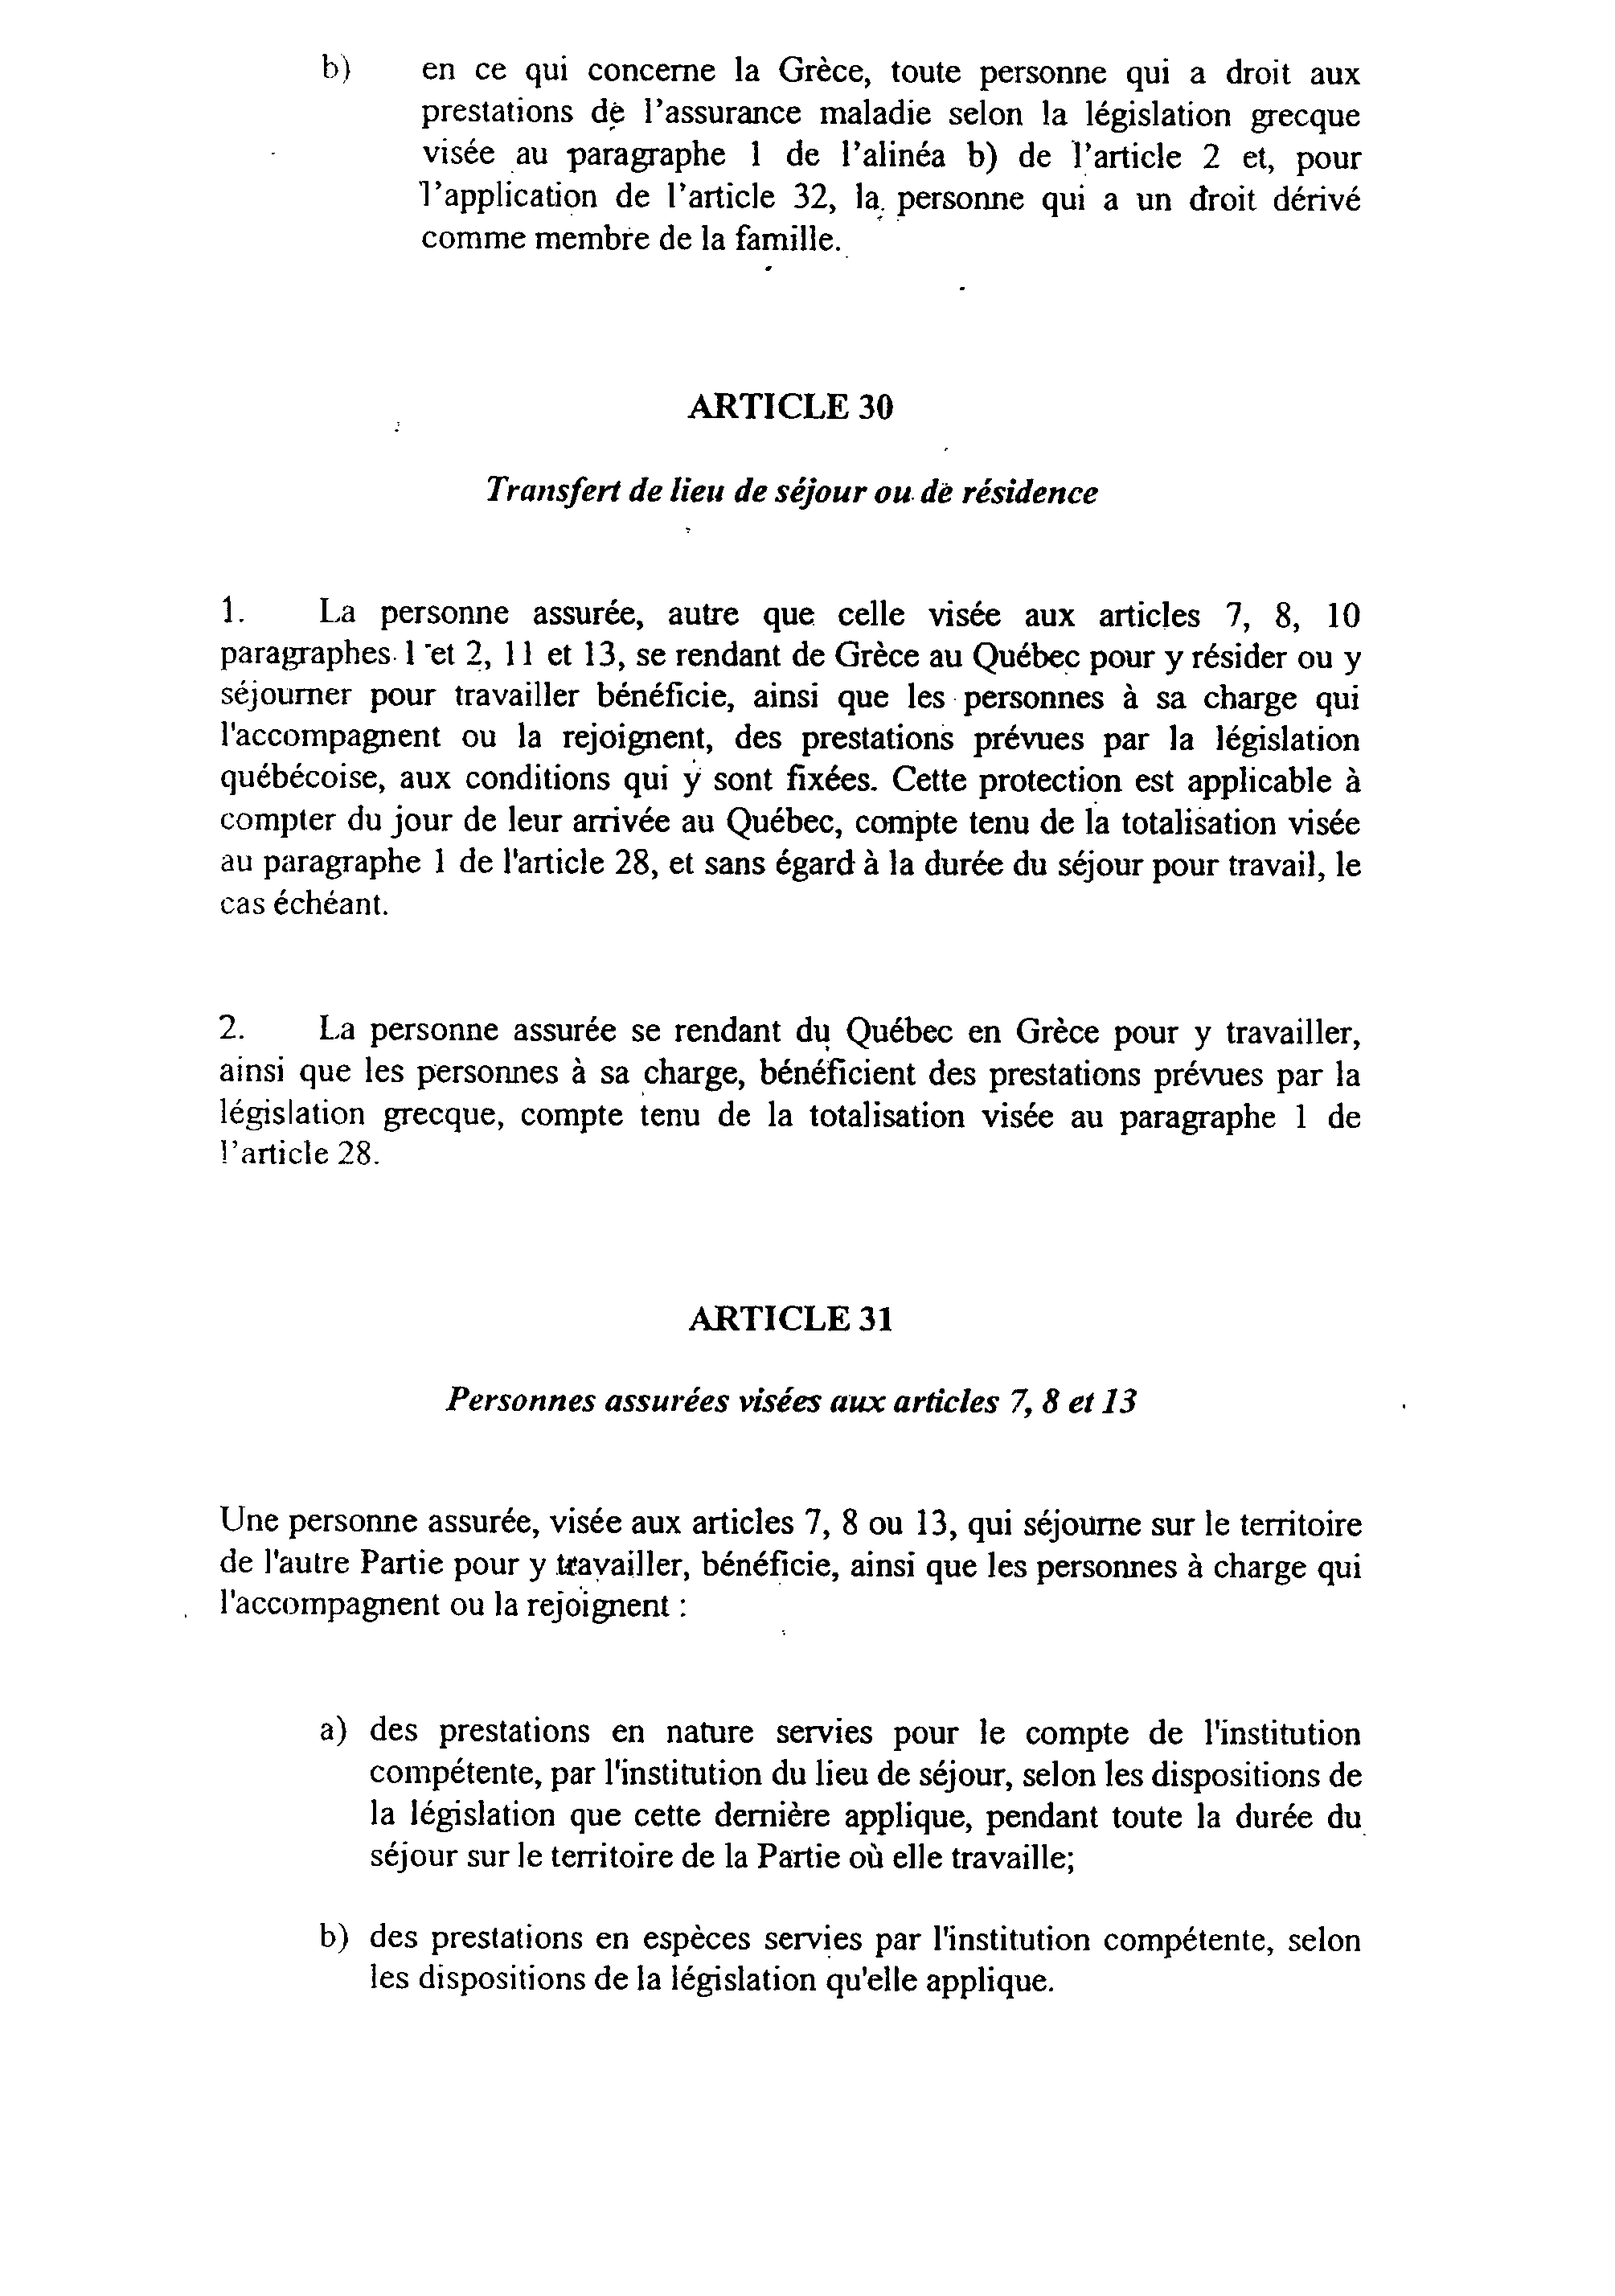 b) en ce qui concerne la Grèce, toute personne qui a droit aux
prestations de l’assurance maladie selon la législation grecque
visée au paragraphe 1 de l’alinéa b) de l’article 2 et, pour
l’application de l’article 32, la personne qui a un droit dérivé
comme membre de la famille.
ARTICLE 30
Transfert de lieu de séjour ou de résidence
1. La personne assurée, autre que celle visée aux articles 7, 8, 10
paragraphes 1 et 2, 11 et 13, se rendant de Grèce au Québec pour y résider ou y
séjourner pour travailler bénéficie, ainsi que les personnes à sa charge qui
l'accompagnent ou la rejoignent, des prestations prévues par la législation
québécoise, aux conditions qui y sont fixées. Cette protection est applicable à
compter du jour de leur arrivée au Québec, compte tenu de la totalisation visée
au paragraphe 1 de l'article 28, et sans égard à la durée du séjour pour travail, le
cas échéant.
2. La personne assurée se rendant du Québec en Grèce pour y travailler,
ainsi que les personnes à sa charge, bénéficient des prestations prévues par la
législation grecque, compte tenu de la totalisation visée au paragraphe 1 de
l’article 28.
ARTICLE 31
Personnes assurées visées aux articles 7, 8 et 13
Une personne assurée, visée aux articles 7, 8 ou 13, qui séjourne sur le territoire
de l'autre Partie pour y travailler, bénéficie, ainsi que les personnes à charge qui
l'accompagnent ou la rejoignent :
a) des prestations en nature servies pour le compte de l'institution
compétente, par l'institution du lieu de séjour, selon les dispositions de
la législation que cette dernière applique, pendant toute la durée du
séjour sur le territoire de la Partie où elle travaille;
b) des prestations en espèces servies par l'institution compétente, selon
les dispositions de la législation qu'elle applique.